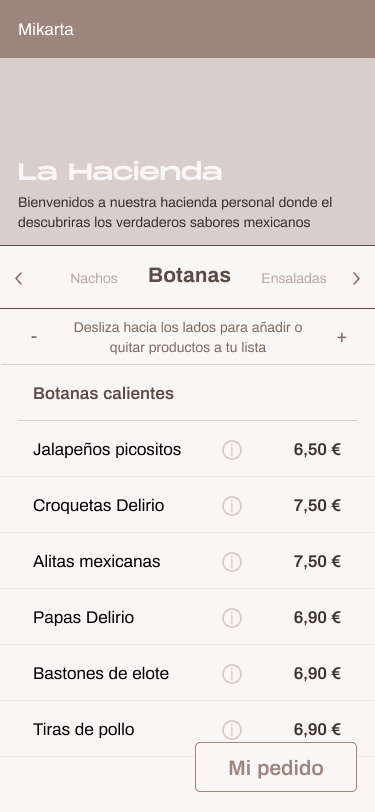 Mikarta
La Hacienda
Bienvenidos a nuestra hacienda personal donde el
descubriras los verdaderos sabores mexicanos
Nachos Botanas Ensaladas
- Desliza hacia los lados para añadir o +
quitar productos a tu lista
Botanas calientes
Jalapeños picositos i 6,50 €
Croquetas Delirio i 7,50 €
Alitas mexicanas i 7,50 €
Papas Delirio i 6,90 €
Bastones de elote i 6,90 €
Tiras de pollo i 6,90 €
Mi pedido